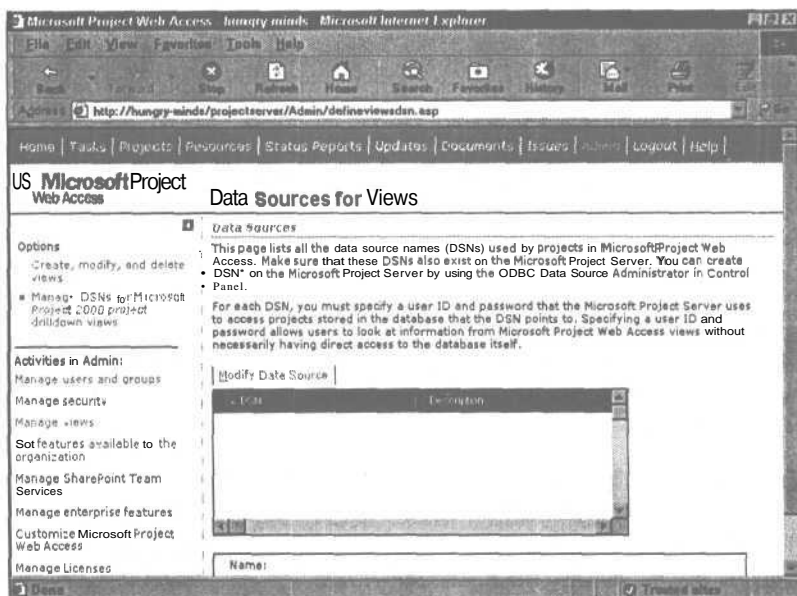 Microsoft Project Web Access - hungry minds - Microsoft Internet Explorer
File Edit View Favorites Tools Help
Back Forward Stop Refresh Home Search Favorites History Mail Print Edit
Address http://hungry-minds/projectserver/Admin/defineviewsdsn.asp Go
Home | Tasks | Projects | Resources | Status Reports | Updates | Documents | Issues | Admin | Logout | Help |
US Microsoft Project
Web Access
Data Sources for Views
Options
Create, modify, and delete
views
Manag• DSNs for Microsoft
Project 2000 project
drilldown views
Activities in Admin:
Manage users and groups
Manage security
Manage views
Sot features available to the
organization
Manage SharePoint Team
Services
Manage enterprise features
Customize Microsoft Project
Web Access
Manage Licenses
Data Sources
This page lists all the data source names (DSNs) used by projects in Microsoft Project Web
Access. Make sure that these DSNs also exist on the Microsoft Project Server. You can create
• DSN* on the Microsoft Project Server by using the ODBC Data Source Administrator in Control
• Panel.
For each DSN, you must specify a user ID and password that the Microsoft Project Server uses
to access projects stored in the database that the DSN points to. Specifying a user ID and
password allows users to look at information from Microsoft Project Web Access views without
necessarily having direct access to the database itself.
Modify Date Source
DSN Description
Name:
Done Trusted sites